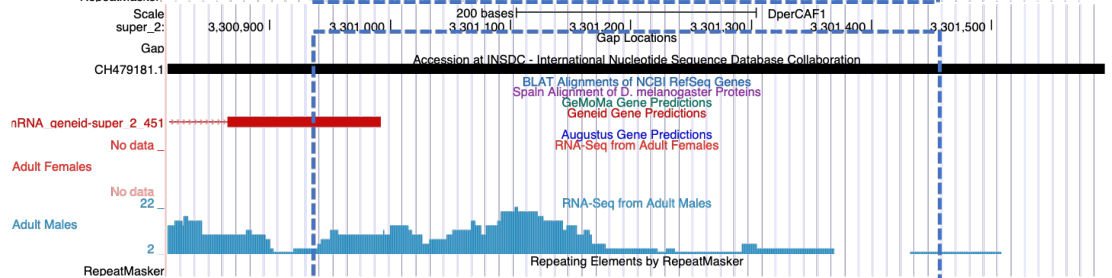 RepeatMasker
Scale 200 bases DperCAF1
super_2: 3,300,900 3,301,000 3,301,100 3,301,200 3,301,300 3,301,400 3,301,500
Gap Locations
Gap
Accession at INSDC - International Nucleotide Sequence Database Collaboration
CH479181.1
BLAT Alignments of NCBI RefSeq Genes
Spaln Alignment of D. melanogaster Proteins
GeMoMa Gene Predictions
Geneid Gene Predictions
mRNA_geneid-super_2_451
Augustus Gene Predictions
No data _ RNA-Seq from Adult Females
Adult Females
No data
22 _ RNA-Seq from Adult Males
Adult Males
2 _
Repeating Elements by RepeatMasker
RepeatMasker